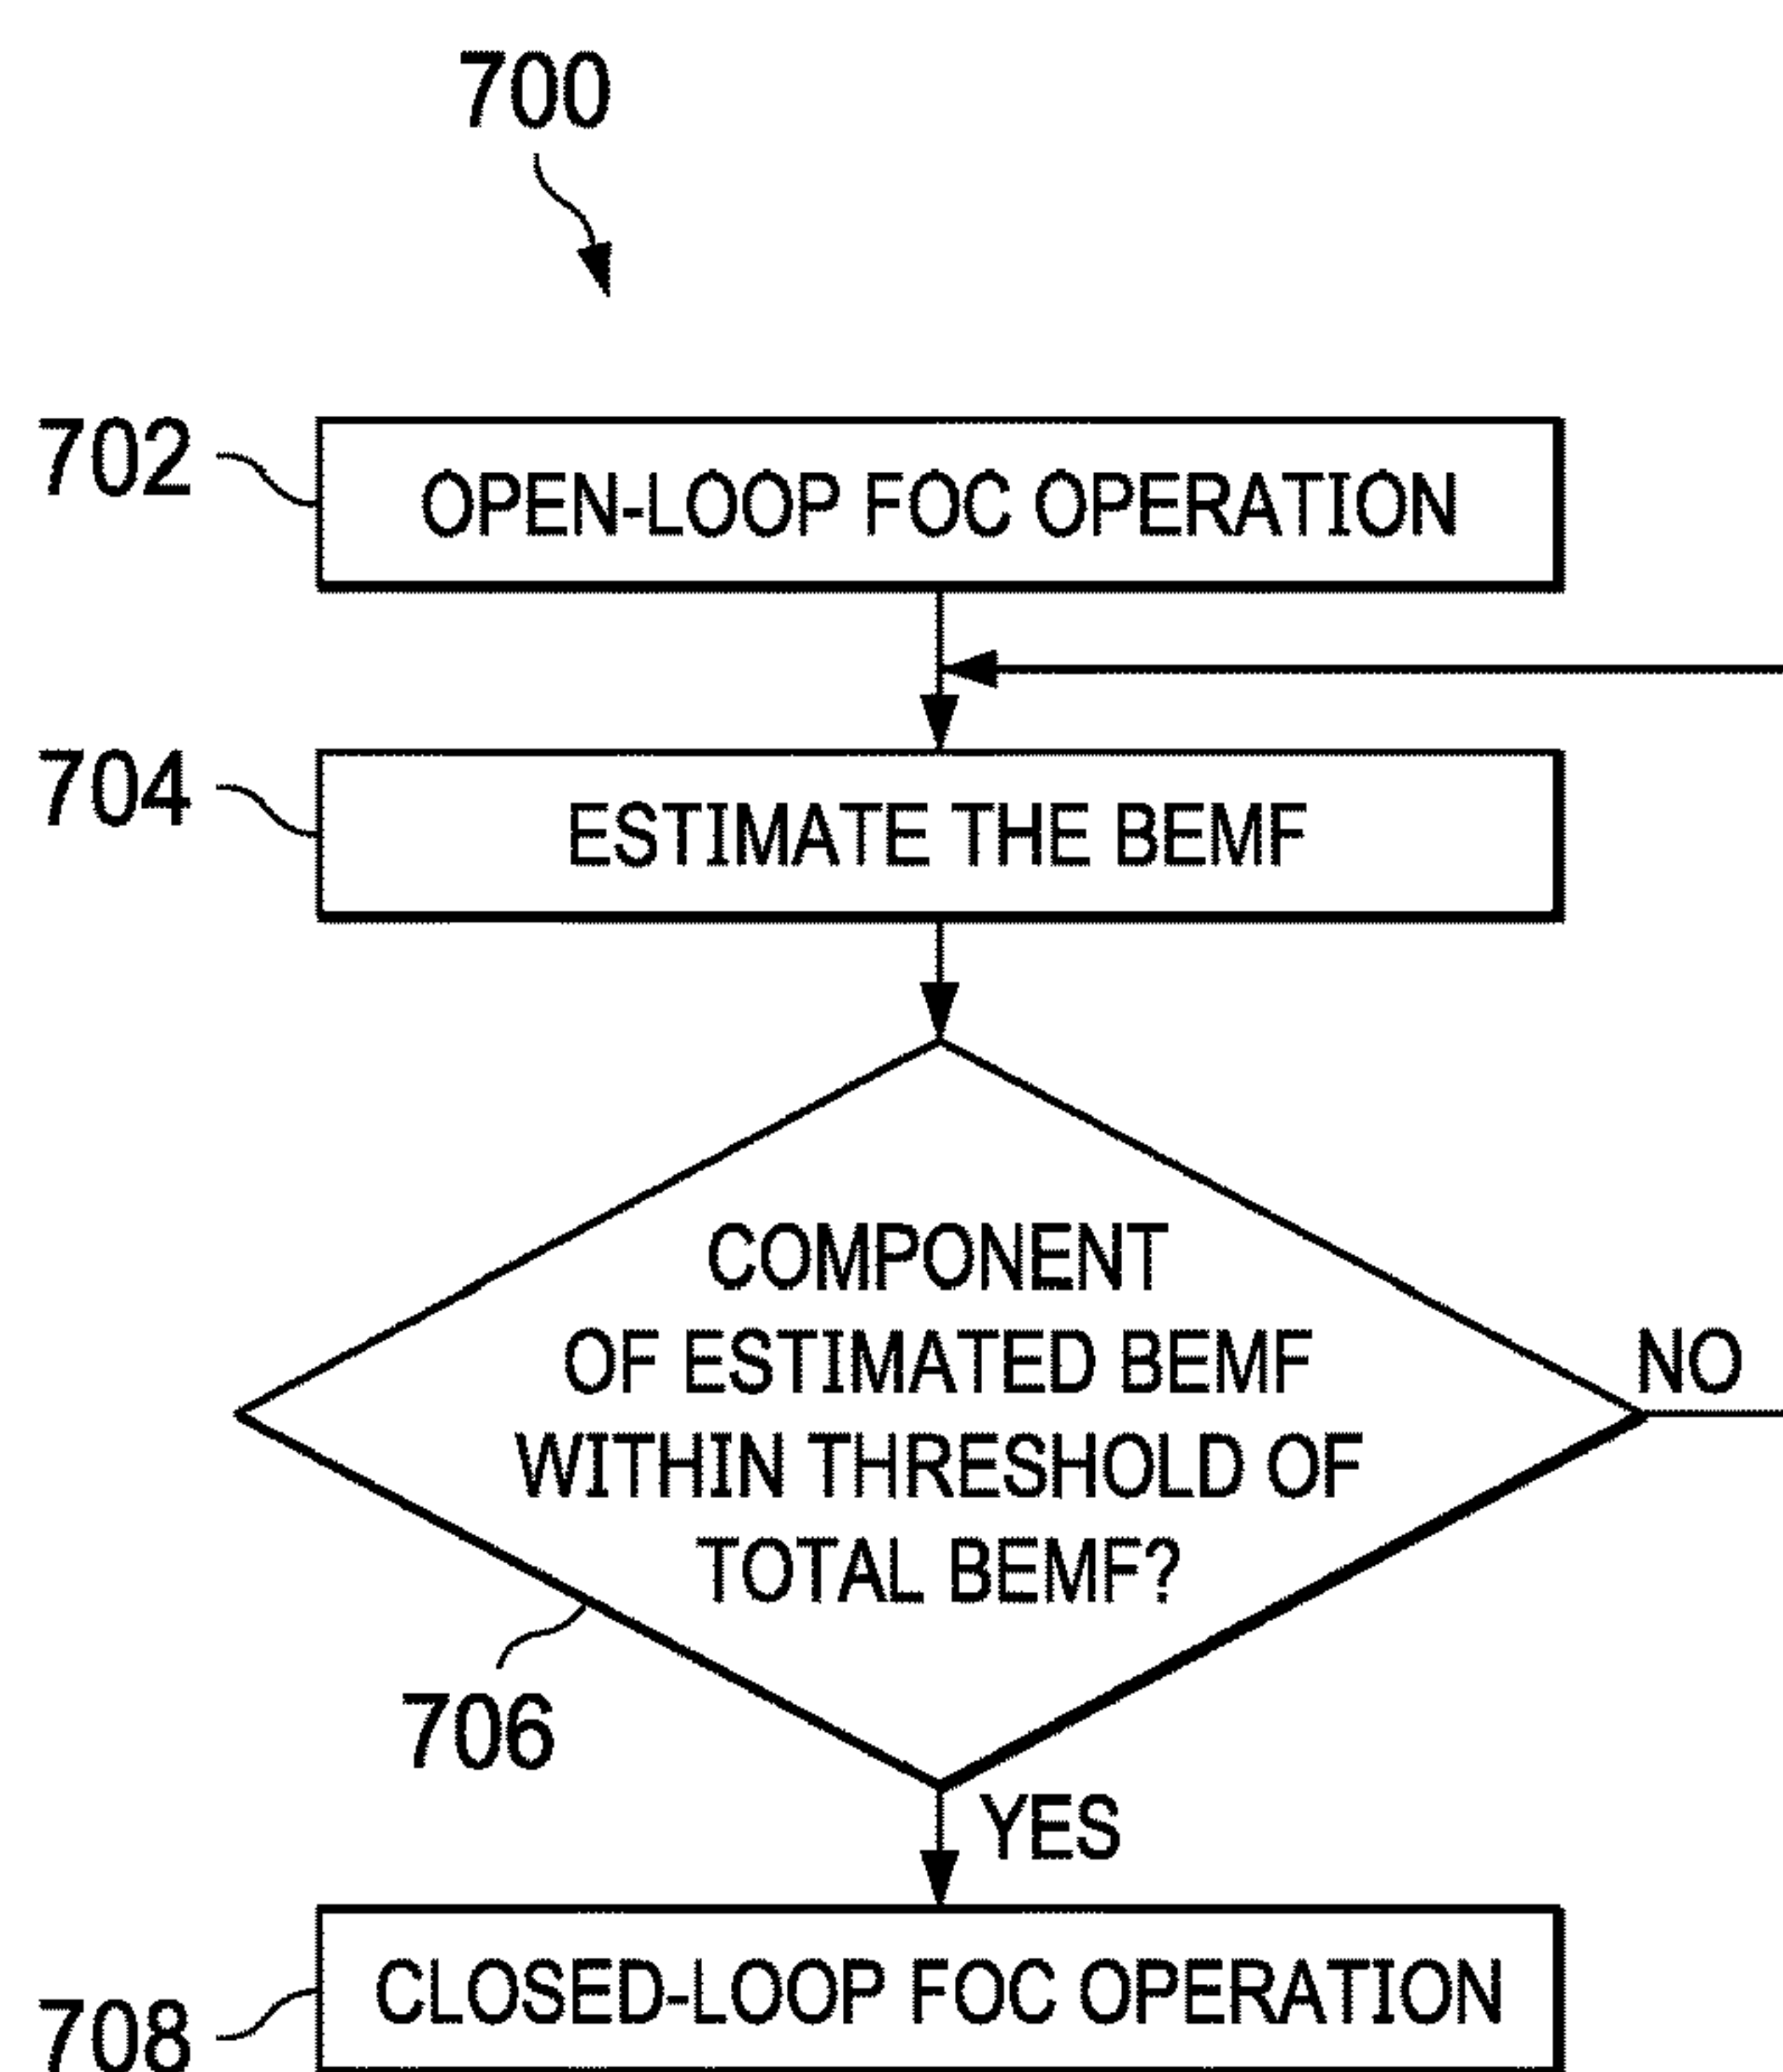 700
702
OPEN-LOOP FOC OPERATION
704
ESTIMATE THE BEMF
COMPONENT
OF ESTIMATED BEMF
WITHIN THRESHOLD OF
TOTAL BEMF?
NO
706
YES
708
CLOSED-LOOP FOC OPERATION